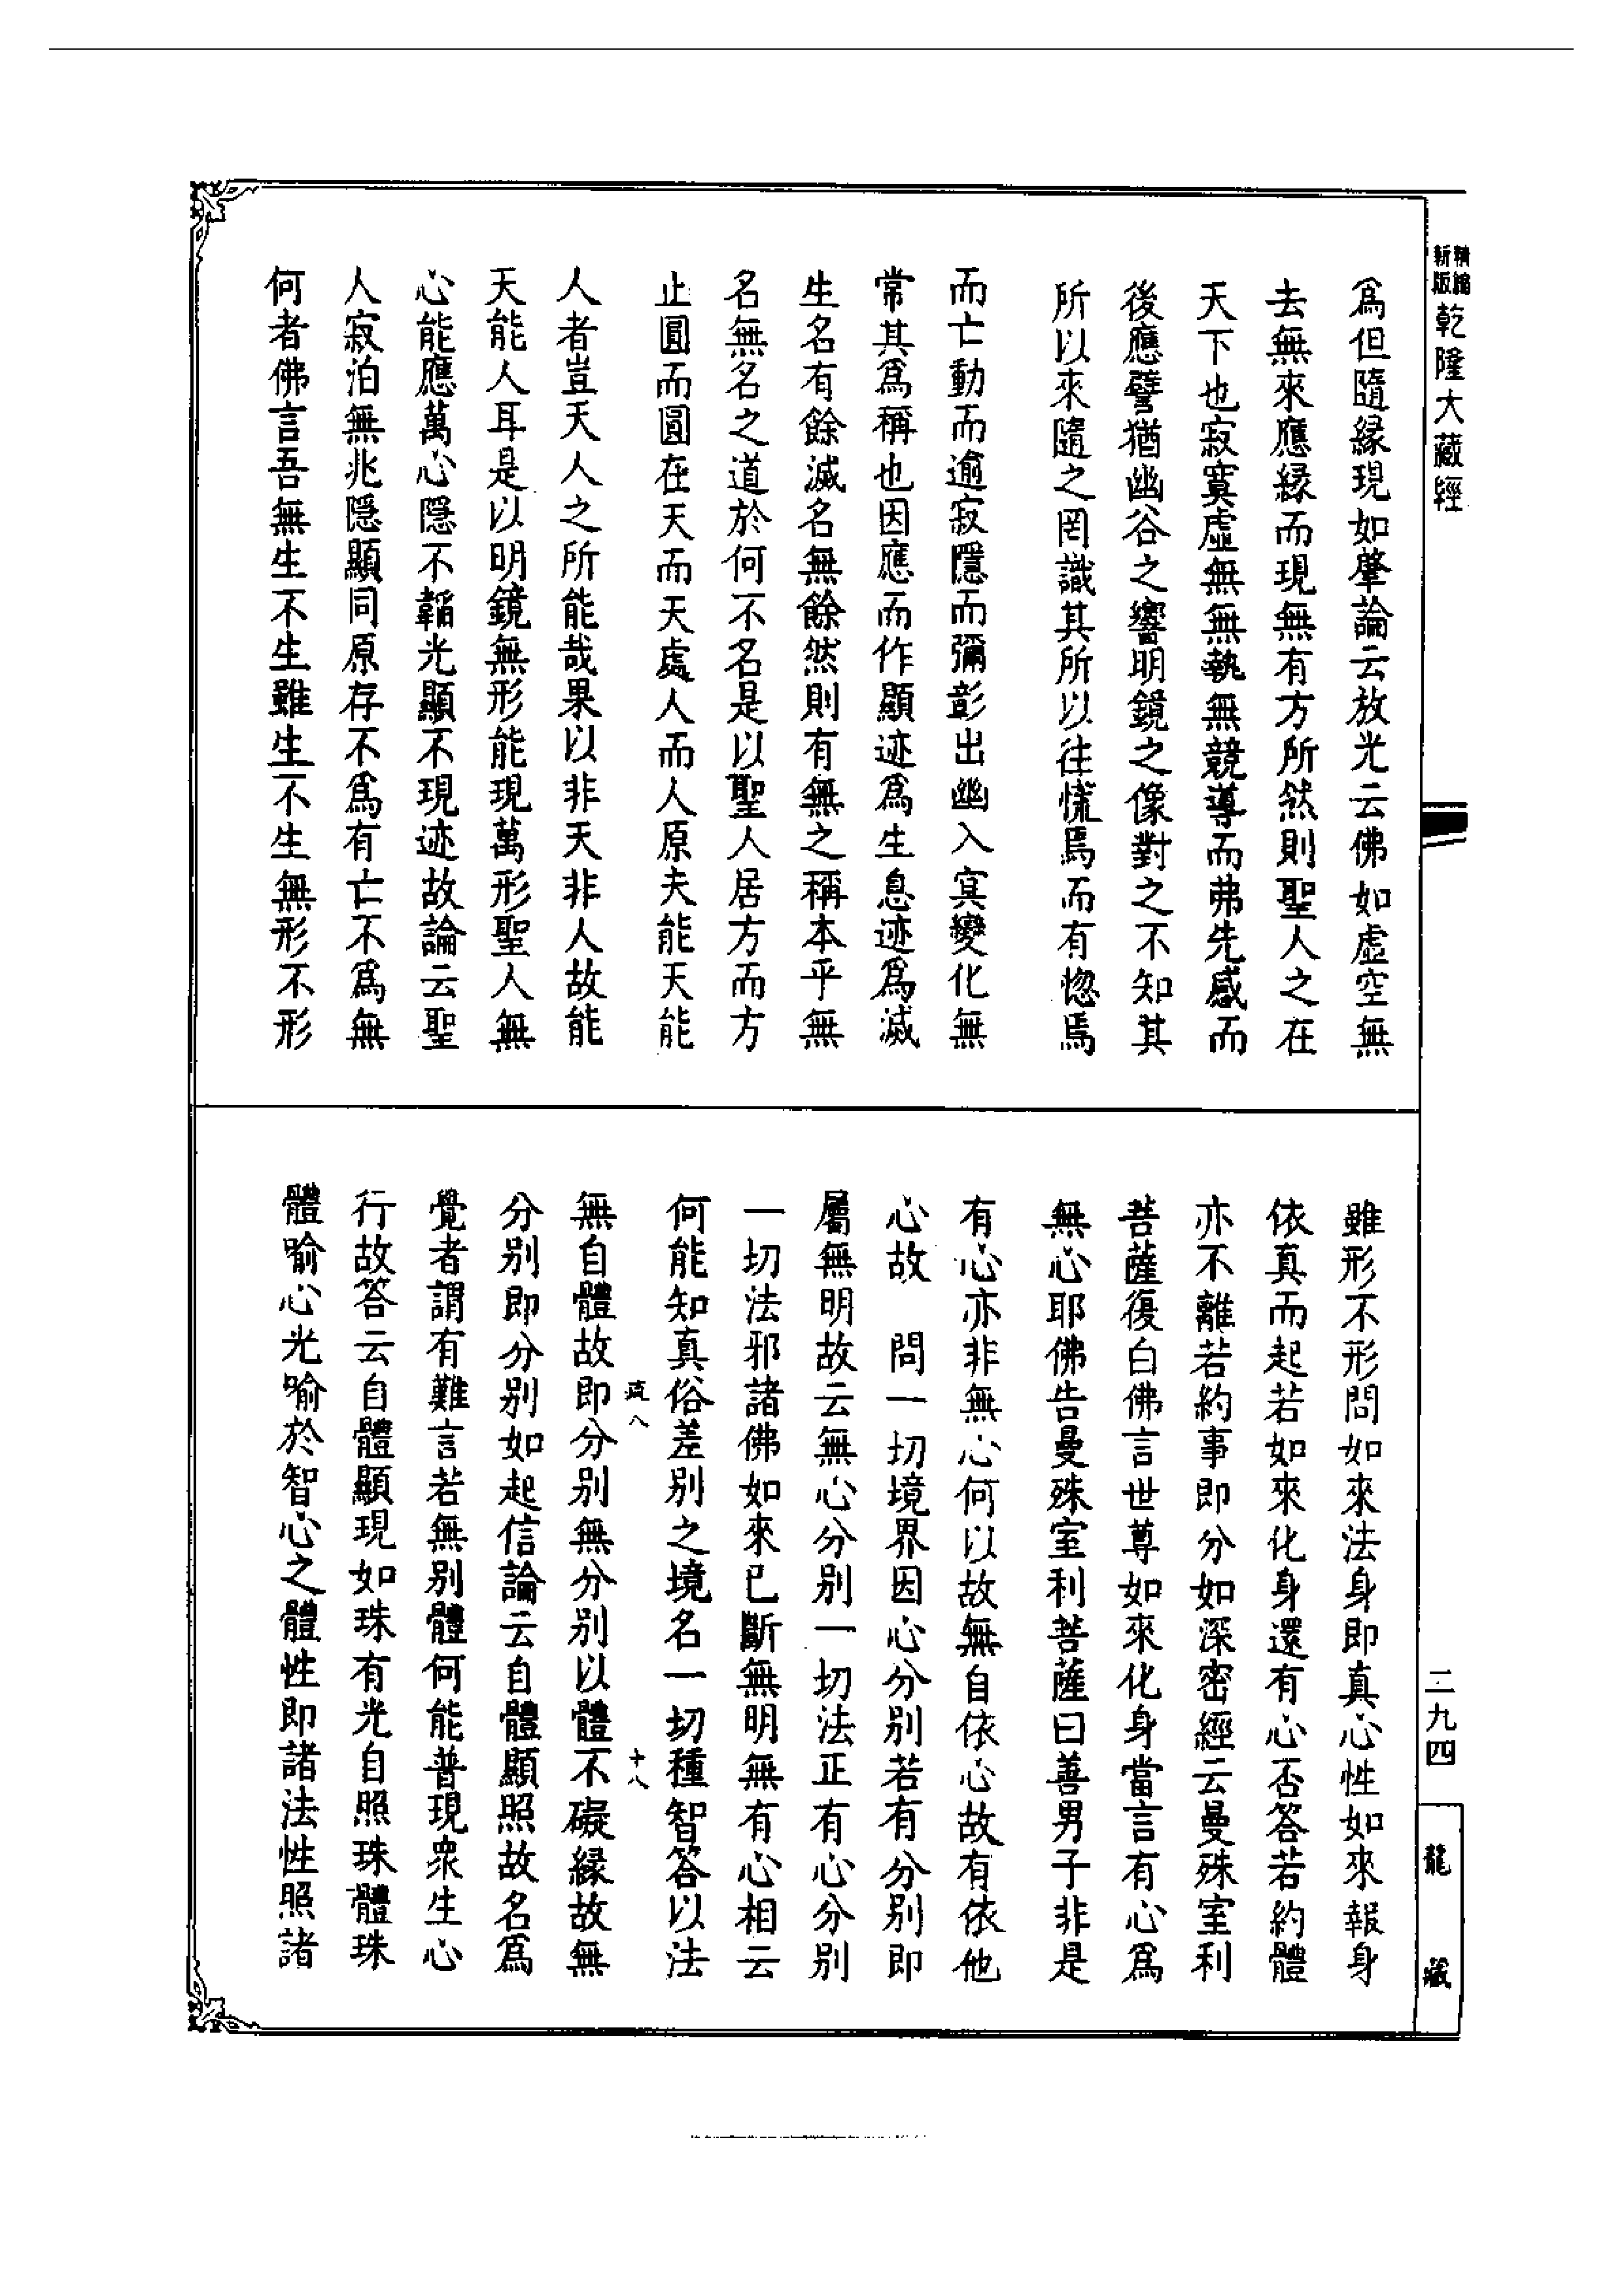 精編
新版
乾隆大藏經
為但隨緣現如肇論云放光云佛如虛空無
去無來應緣而現無有方所然則聖人之在
天下也寂寞虛無無執無競導而弗先感而
後應譬猶幽谷之響明鏡之像對之不知其
所以來隨之罔識其所以往慌焉而有惚焉
而亡動而逾寂隱而彌彰出幽入冥變化無
常其為稱也因應而作顯迹為生息迹為滅
生名有餘滅名無餘然則有無之稱本乎無
名無名之道於何不名是以聖人居方而方
止圓而圓在天而天處人而人原夫能天能
人者豈天人之所能哉果以非天非人故能
天能人耳是以明鏡無形能現萬形聖人無
心能應萬心隱不韜光顯不現迹故論云聖
人寂泊無兆隱顯同原存不為有亡不為無
何者佛言吾無生不生雖生不生無形不形
雖形不形問如來法身即真心性如來報身
依真而起若如來化身還有心否答若約體
亦不離若約事即分如深密經云曼殊室利
菩薩復白佛言世尊如來化身當言有心為
無心耶佛告曼殊室利菩薩曰善男子非是
有心亦非無心何以故無自依心故有依他
心故　問一切境界因心分別若有分別即
屬無明故云無心分別一切法正有心分別
一切法邪諸佛如來已斷無明無有心相云
何能知真俗差別之境名一切種智答以法
疏八
十八
無自體故即分別無分別以體不礙緣故無
分別即分別如起信論云自體顯照故名為
覺者謂有難言若無別體何能普現眾生心
行故答云自體顯現如珠有光自照珠體珠
體喻心光喻於智心之體性即諸法性照諸
二九四
龍藏